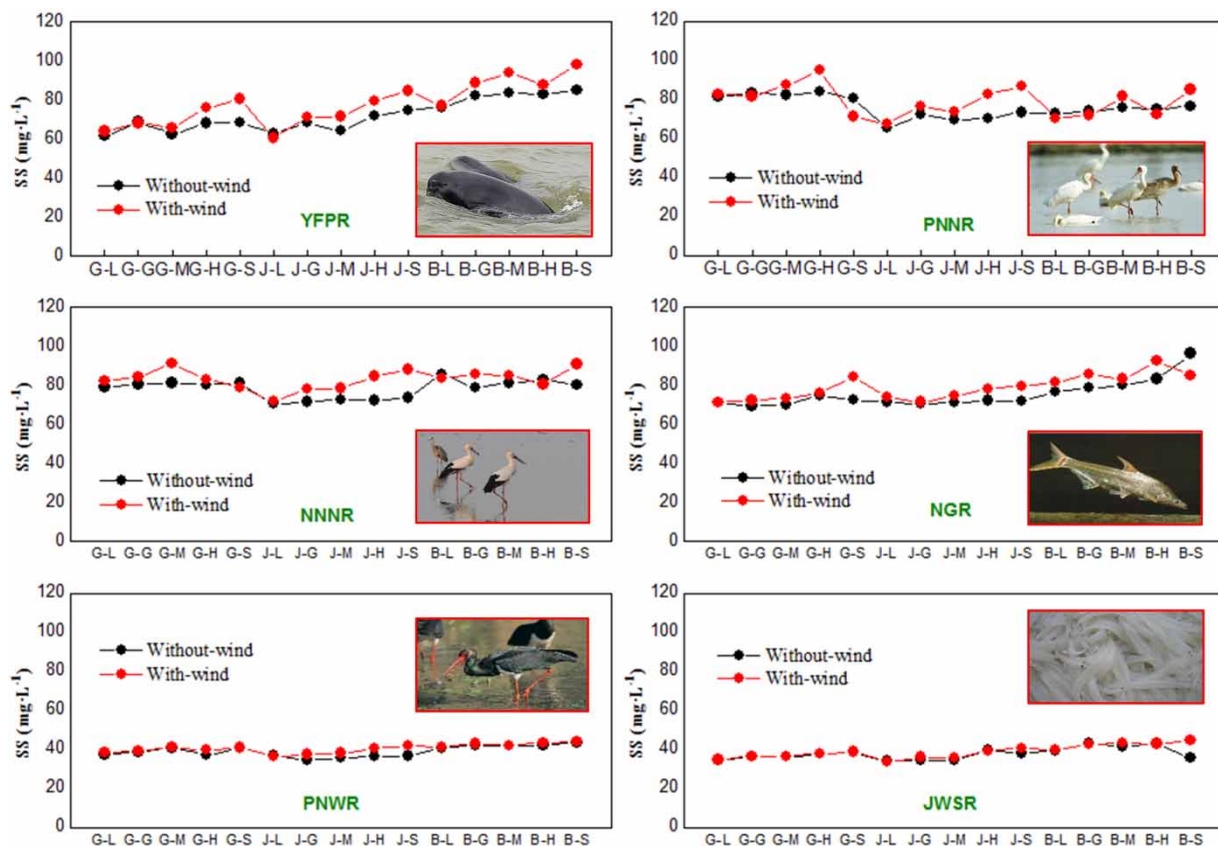 120
100
80
60
40
20
0
SS (mg·L⁻¹)
Without-wind
With-wind
YFPR
G-L G-G G-M G-H G-S J-L J-G J-M J-H J-S B-L B-G B-M B-H B-S
120
100
80
60
40
20
0
SS (mg·L⁻¹)
Without-wind
With-wind
PNNR
G-L G-G G-M G-H G-S J-L J-G J-M J-H J-S B-L B-G B-M B-H B-S
120
100
80
60
40
20
0
SS (mg·L⁻¹)
Without-wind
With-wind
NNNR
G-L G-G G-M G-H G-S J-L J-G J-M J-H J-S B-L B-G B-M B-H B-S
120
100
80
60
40
20
0
SS (mg·L⁻¹)
Without-wind
With-wind
NGR
G-L G-G G-M G-H G-S J-L J-G J-M J-H J-S B-L B-G B-M B-H B-S
120
100
80
60
40
20
0
SS (mg·L⁻¹)
Without-wind
With-wind
PNWR
G-L G-G G-M G-H G-S J-L J-G J-M J-H J-S B-L B-G B-M B-H B-S
120
100
80
60
40
20
0
SS (mg·L⁻¹)
Without-wind
With-wind
JWSR
G-L G-G G-M G-H G-S J-L J-G J-M J-H J-S B-L B-G B-M B-H B-S